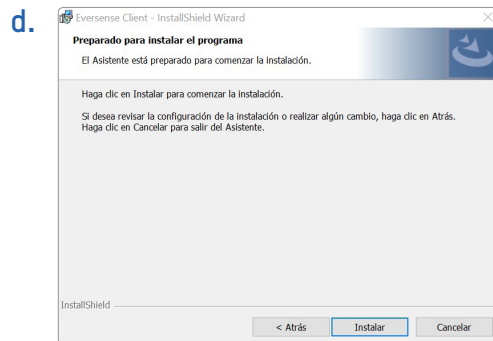 d.
Eversense Client - InstallShield Wizard
Preparado para instalar el programa
El Asistente está preparado para comenzar la instalación.
Haga clic en Instalar para comenzar la instalación.
Si desea revisar la configuración de la instalación o realizar algún cambio, haga clic en Atrás.
Haga clic en Cancelar para salir del Asistente.
InstallShield
< Atrás
Instalar
Cancelar